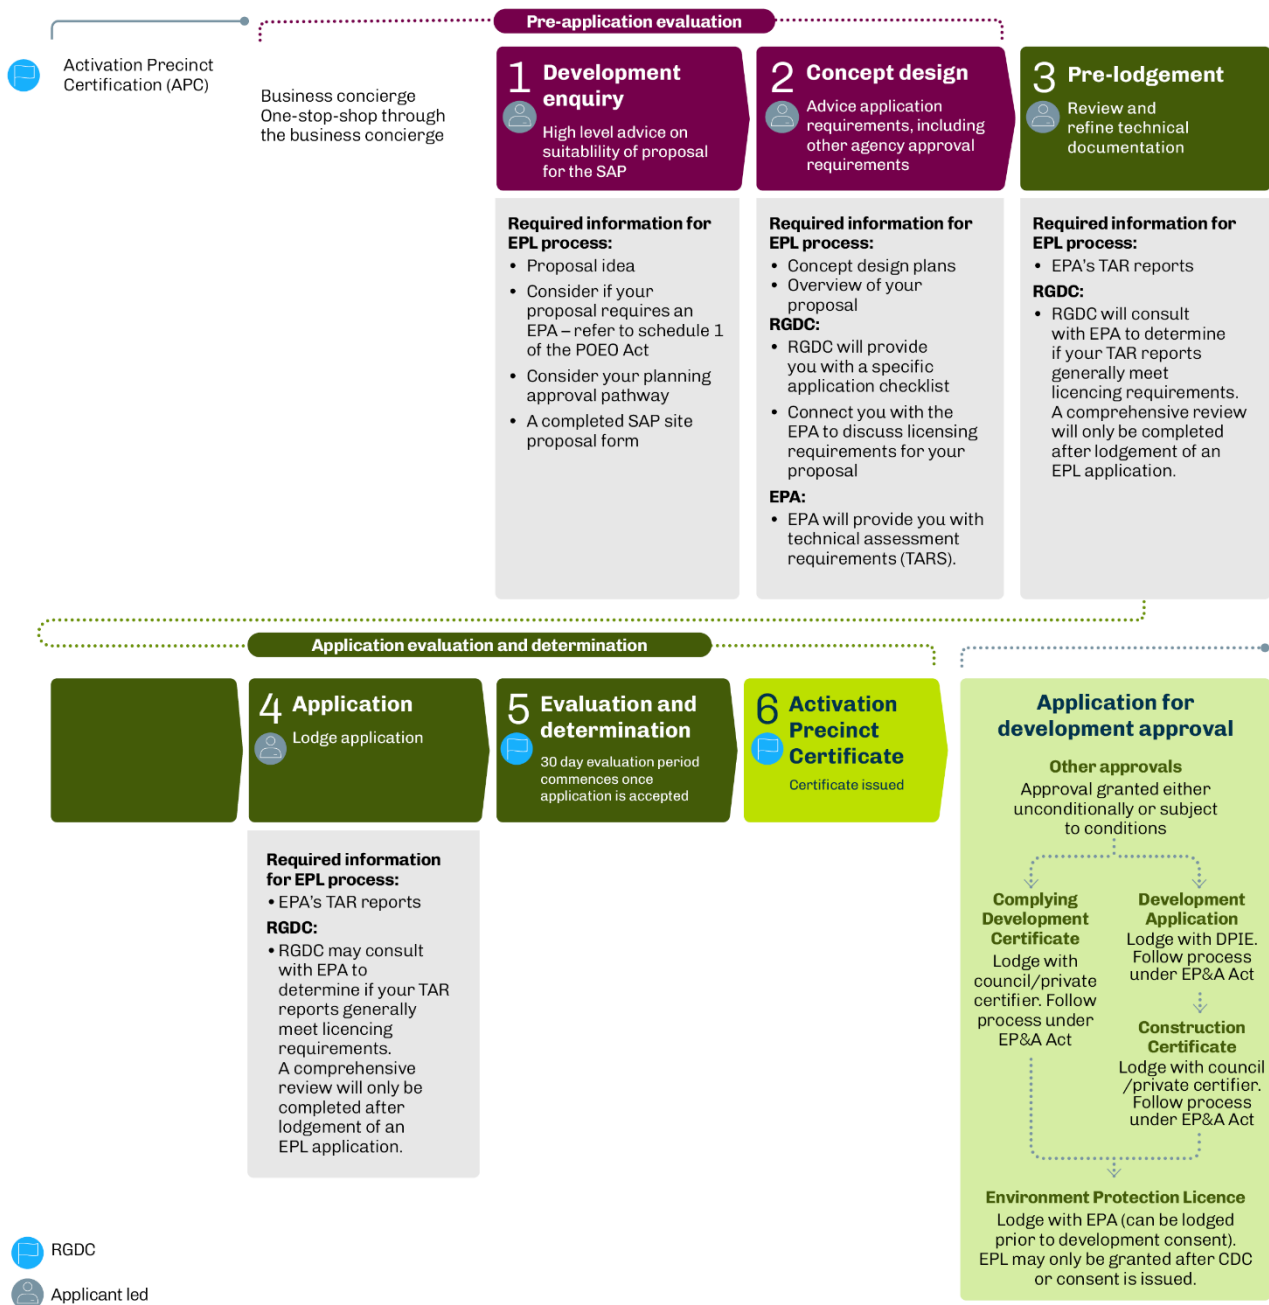 Pre-application evaluation
Activation Precinct
Certification (APC)
Business concierge
One-stop-shop through
the business concierge
1 Development
enquiry
High level advice on
suitablility of proposal
for the SAP
2 Concept design
Advice application
requirements, including
other agency approval
requirements
3 Pre-lodgement
Review and
refine technical
documentation
Required information for
EPL process:
• Proposal idea
• Consider if your
proposal requires an
EPA – refer to schedule 1
of the POEO Act
• Consider your planning
approval pathway
• A completed SAP site
proposal form
Required information for
EPL process:
• Concept design plans
• Overview of your
proposal
RGDC:
• RGDC will provide
you with a specific
application checklist
• Connect you with the
EPA to discuss licensing
requirements for your
proposal
EPA:
• EPA will provide you with
technical assessment
requirements (TARS).
Required information for
EPL process:
• EPA’s TAR reports
RGDC:
• RGDC will consult
with EPA to determine
if your TAR reports
generally meet
licencing requirements.
A comprehensive review
will only be completed
after lodgement of an
EPL application.
Application evaluation and determination
4 Application
Lodge application
5 Evaluation and
determination
30 day evaluation period
commences once
application is accepted
6 Activation
Precinct
Certificate
Certificate issued
Required information
for EPL process:
• EPA’s TAR reports
RGDC:
• RGDC may consult
with EPA to
determine if your TAR
reports generally
meet licencing
requirements.
A comprehensive
review will only be
completed after
lodgement of an
EPL application.
Application for
development approval
Other approvals
Approval granted either
unconditionally or subject
to conditions
Complying
Development
Certificate
Lodge with
council/private
certifier. Follow
process under
EP&A Act
Development
Application
Lodge with DPIE.
Follow process
under EP&A Act
Construction
Certificate
Lodge with council
/private certifier.
Follow process
under EP&A Act
Environment Protection Licence
Lodge with EPA (can be lodged
prior to development consent).
EPL may only be granted after CDC
or consent is issued.
RGDC
Applicant led